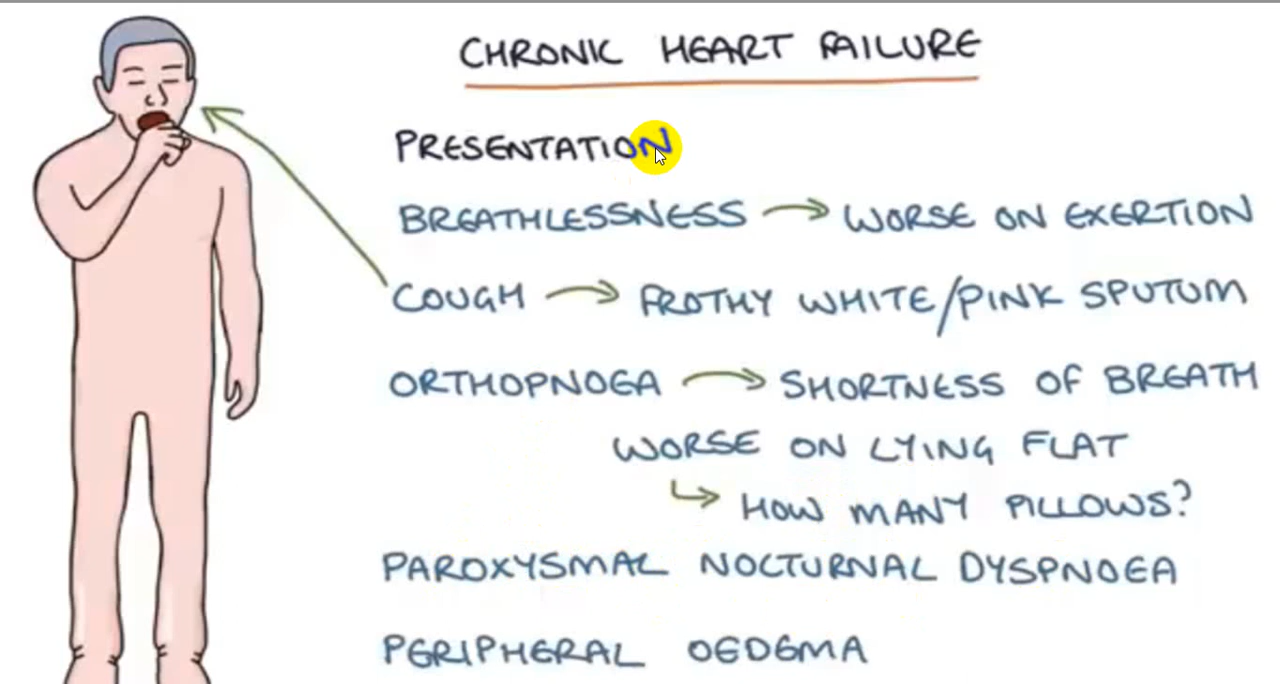 CHRONIC HEART FAILURE
PRESENTATION
BREATHLESSNESS → WORSE ON EXERTION
COUGH → FROTHY WHITE/PINK SPUTUM
ORTHOPNOEA → SHORTNESS OF BREATH
WORSE ON LYING FLAT
↳ HOW MANY PILLOWS?
PAROXYSMAL NOCTURNAL DYSPNOEA
PERIPHERAL OEDEMA